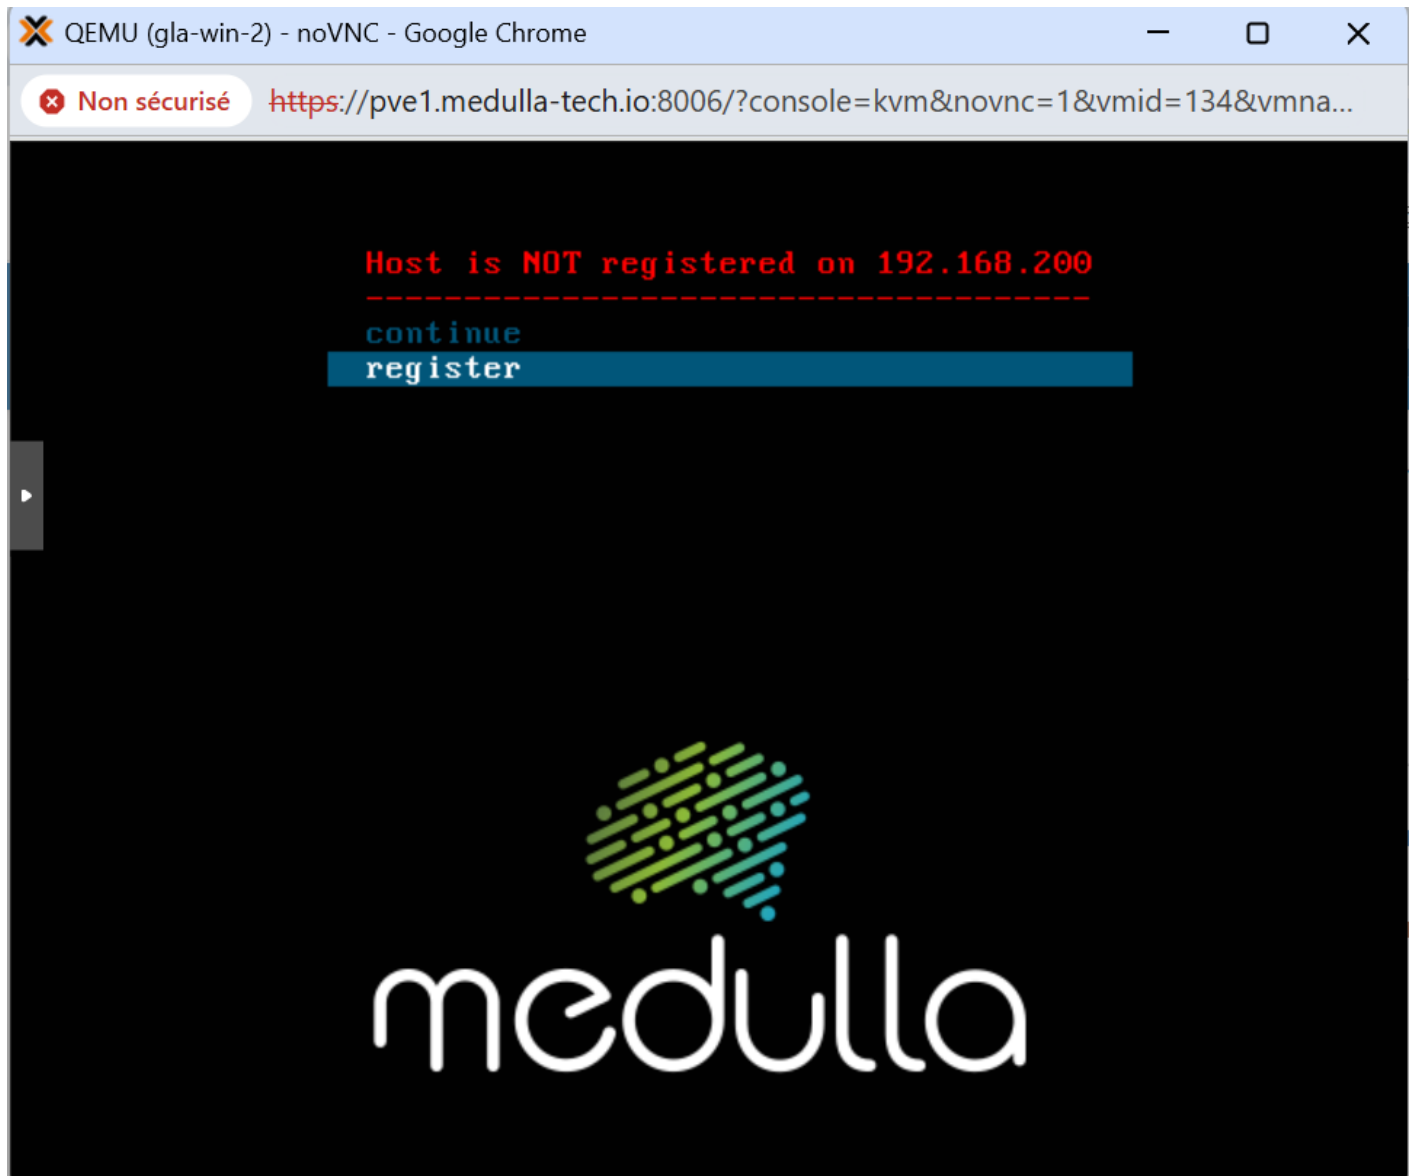 QEMU (gla-win-2) - noVNC - Google Chrome
Non sécurisé https://pve1.medulla-tech.io:8006/?console=kvm&novnc=1&vmid=134&vmna...
Host is NOT registered on 192.168.200
-------------------------------------
continue
register
medulla